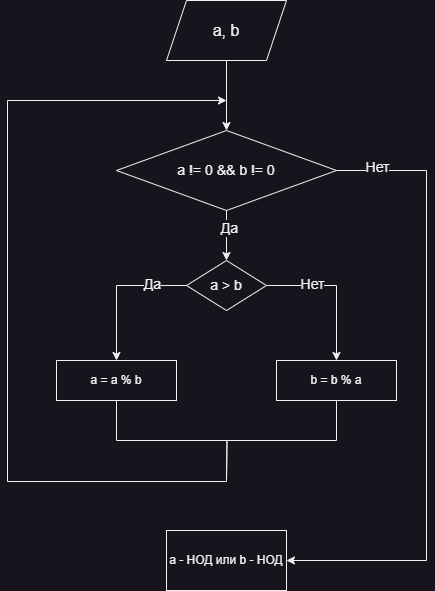 a, b
a != 0 && b != 0
Нет
Да
a > b
Да
Нет
a = a % b
b = b % a
a - НОД или b - НОД